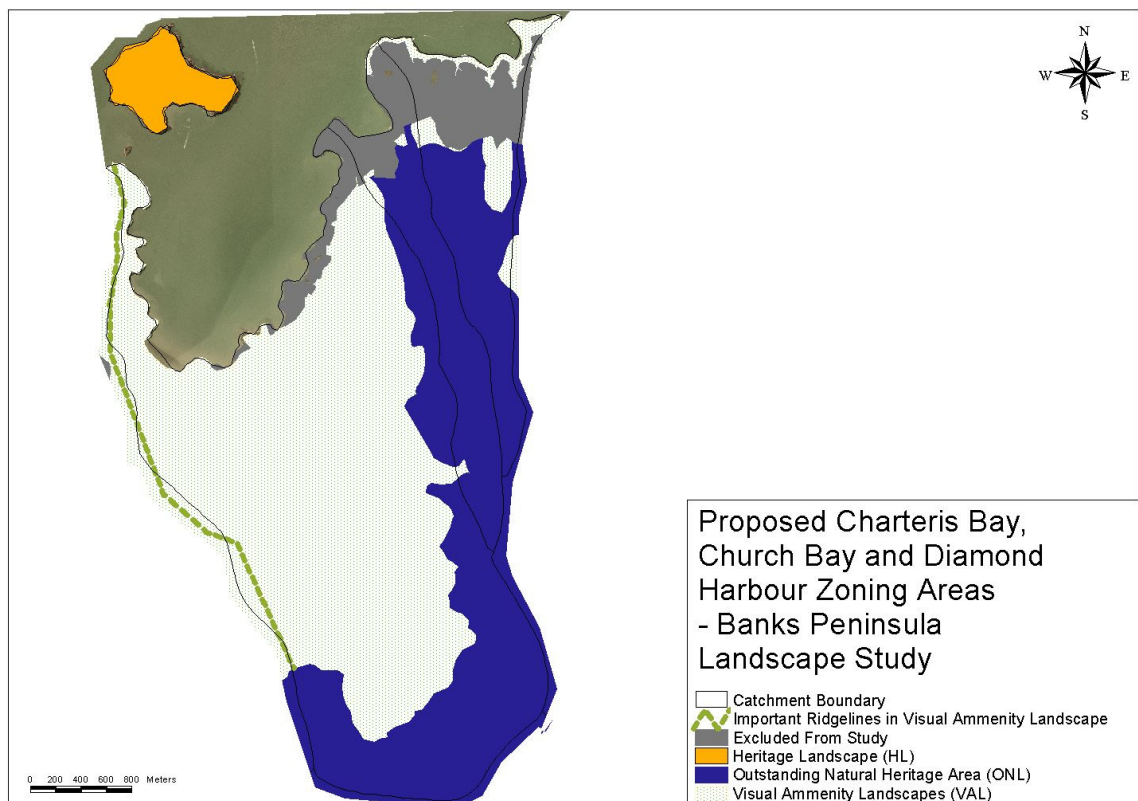 N
W E
S
Proposed Charteris Bay,
Church Bay and Diamond
Harbour Zoning Areas
- Banks Peninsula
Landscape Study
Catchment Boundary
Important Ridgelines in Visual Ammenity Landscape
Excluded From Study
Heritage Landscape (HL)
Outstanding Natural Heritage Area (ONL)
Visual Ammenity Landscapes (VAL)
0 200 400 600 800 Meters